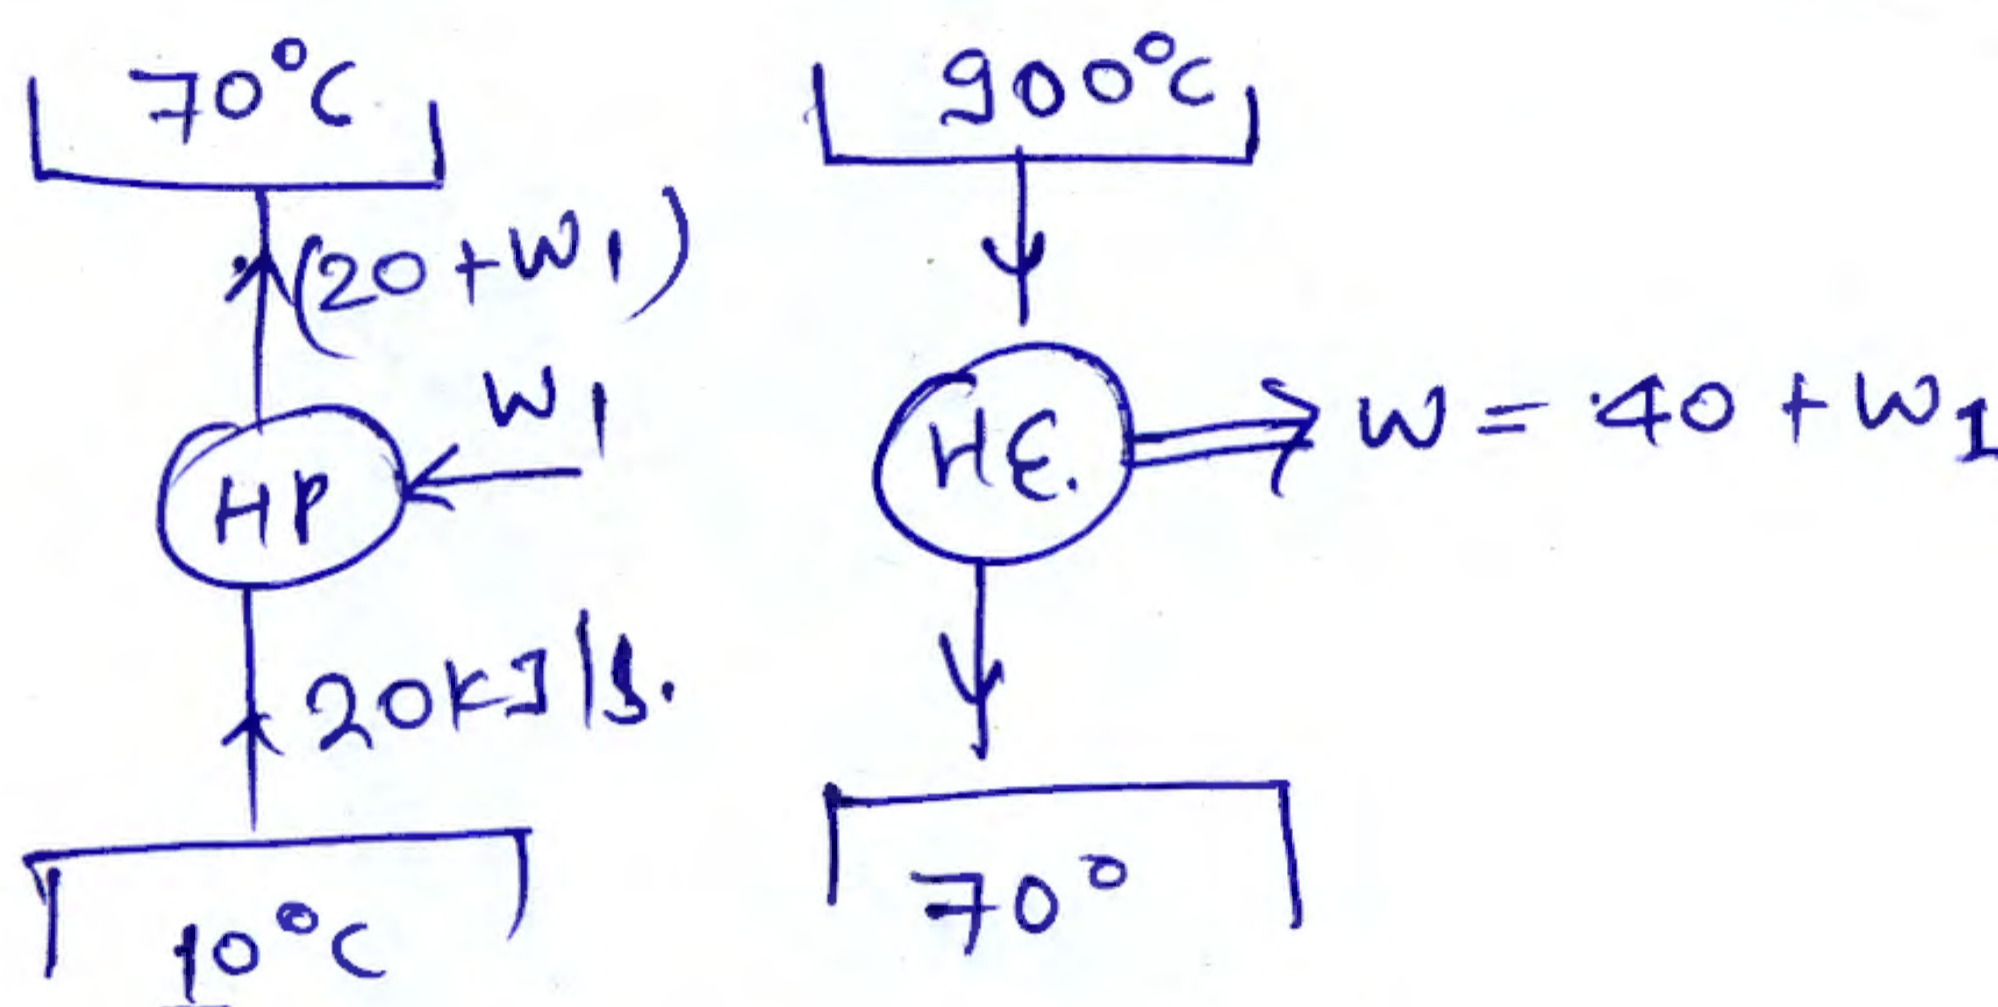 70°C
900°C
(20 + W1)
W1
HP
HE.
W = 40 + W1
20KJ/s.
10°C
70°